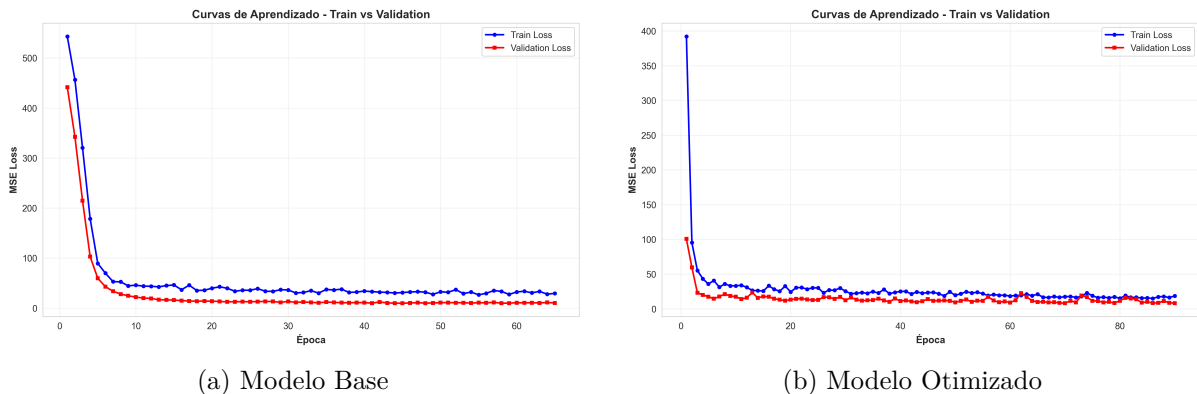 Curvas de Aprendizado - Train vs Validation
Train Loss
Validation Loss
MSE Loss
500
400
300
200
100
0
0 10 20 30 40 50 60
Época
(a) Modelo Base
Curvas de Aprendizado - Train vs Validation
Train Loss
Validation Loss
MSE Loss
400
350
300
250
200
150
100
50
0
0 20 40 60 80
Época
(b) Modelo Otimizado